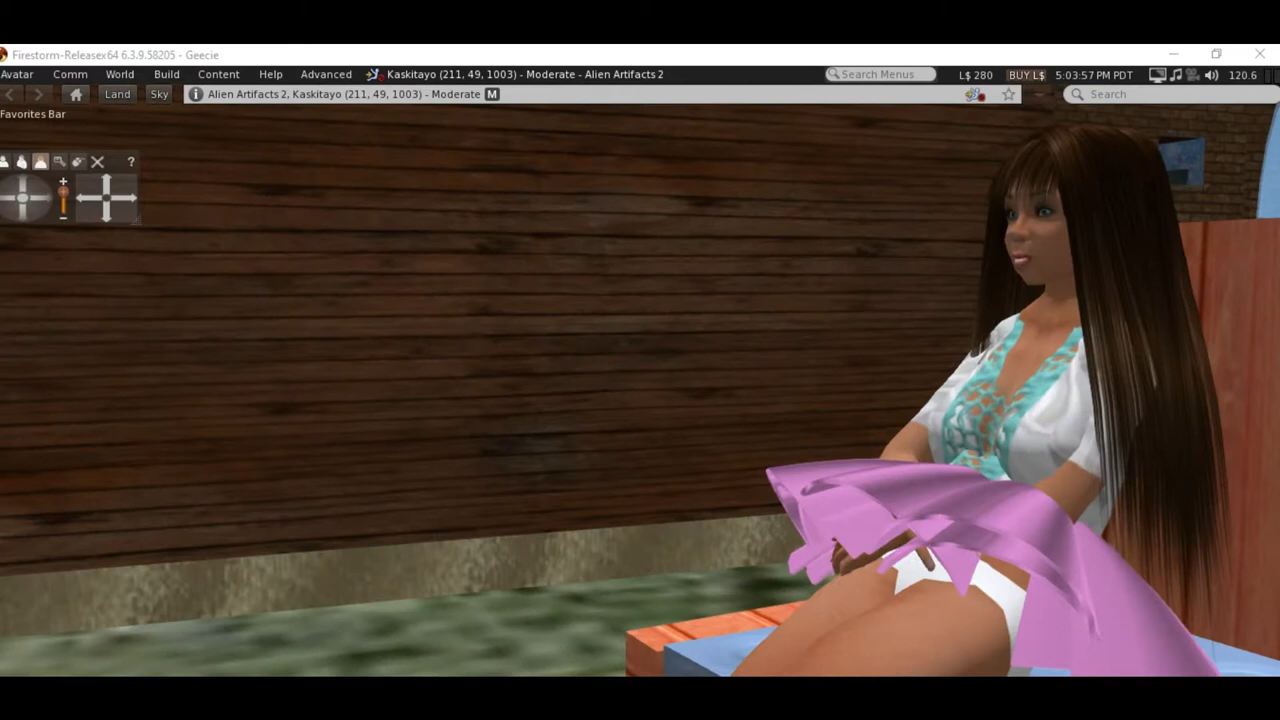 Firestorm-Releasex64 6.3.9.58205 - Geecie
Avatar Comm World Build Content Help Advanced Kaskitayo (211, 49, 1003) - Moderate - Alien Artifacts 2 Search Menus L$ 280 BUY L$ 5:03:57 PM PDT 120.6
Land Sky Alien Artifacts 2, Kaskitayo (211, 49, 1003) - Moderate M Search
Favorites Bar
?